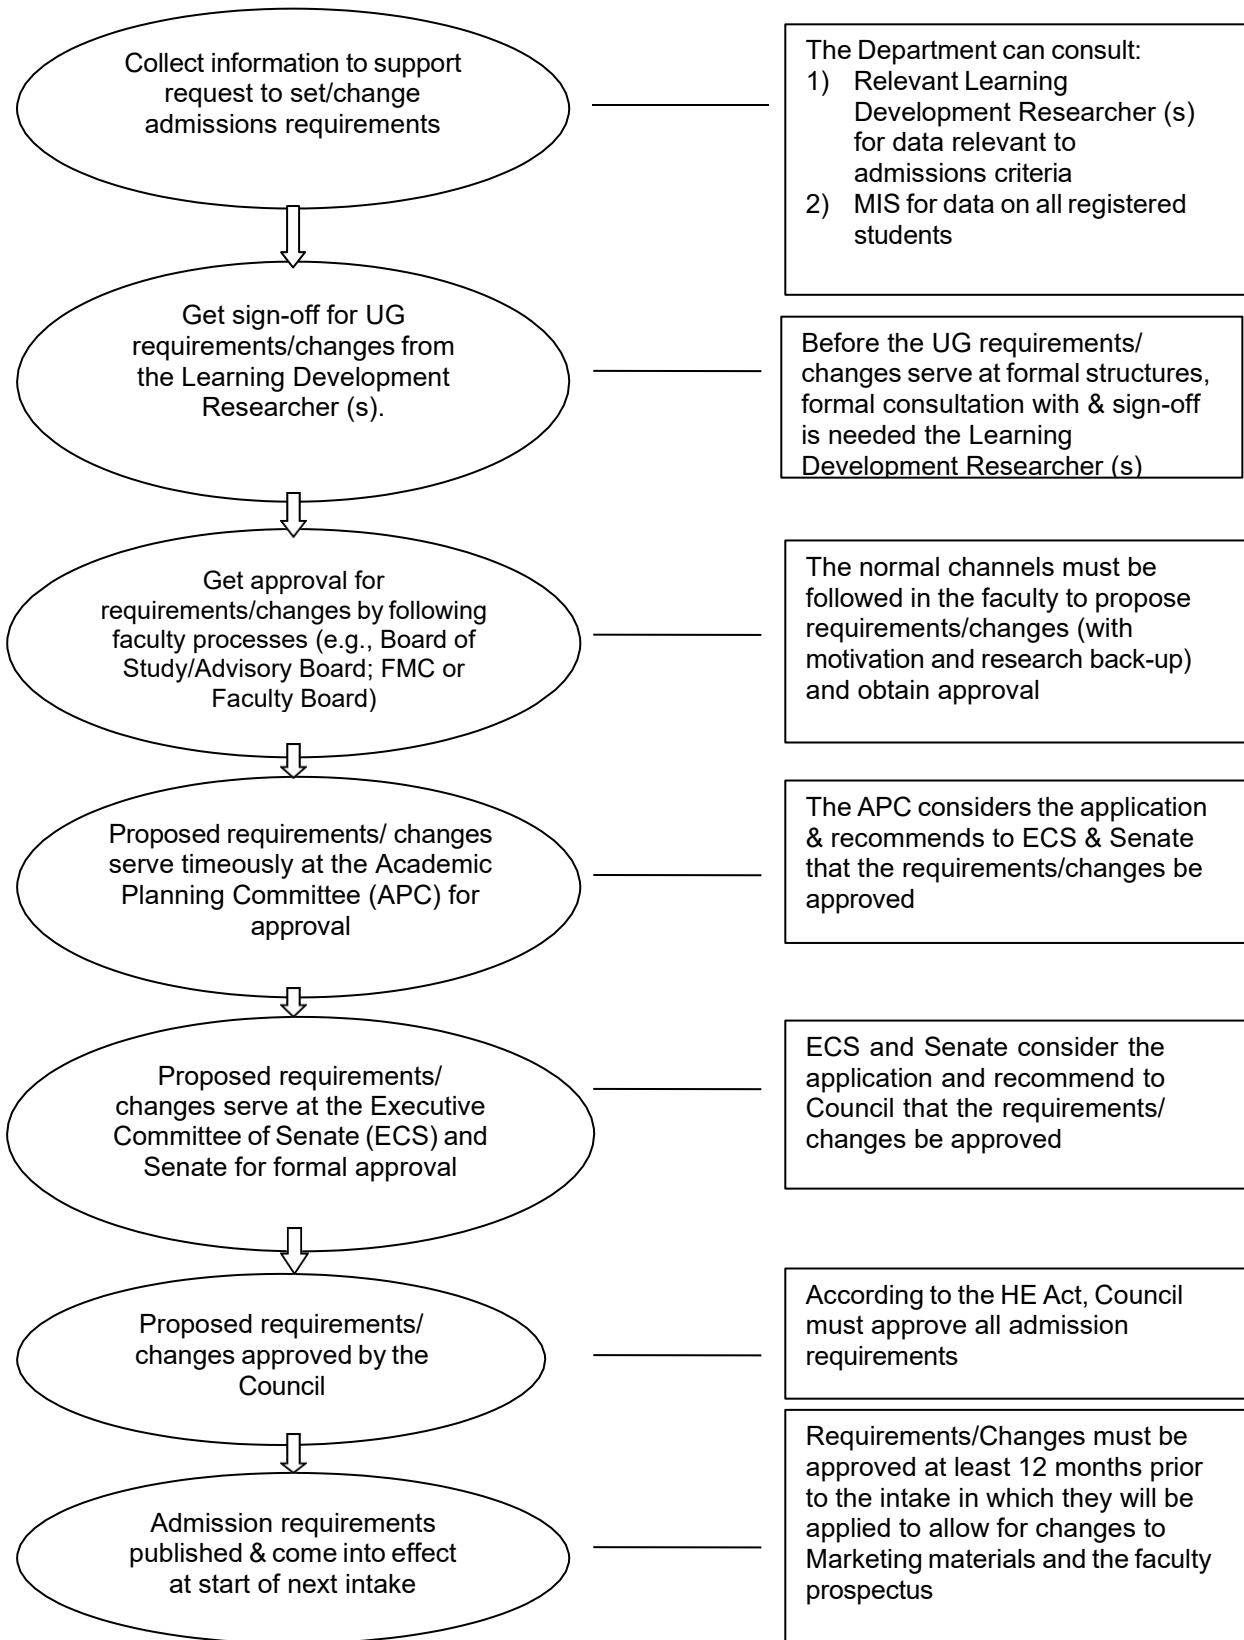 Collect information to support
request to set/change
admissions requirements
The Department can consult:
1) Relevant Learning
Development Researcher (s)
for data relevant to
admissions criteria
2) MIS for data on all registered
students
Get sign-off for UG
requirements/changes from
the Learning Development
Researcher (s).
Before the UG requirements/
changes serve at formal structures,
formal consultation with & sign-off
is needed the Learning
Development Researcher (s)
Get approval for
requirements/changes by following
faculty processes (e.g., Board of
Study/Advisory Board; FMC or
Faculty Board)
The normal channels must be
followed in the faculty to propose
requirements/changes (with
motivation and research back-up)
and obtain approval
Proposed requirements/ changes
serve timeously at the Academic
Planning Committee (APC) for
approval
The APC considers the application
& recommends to ECS & Senate
that the requirements/changes be
approved
Proposed requirements/
changes serve at the Executive
Committee of Senate (ECS) and
Senate for formal approval
ECS and Senate consider the
application and recommend to
Council that the requirements/
changes be approved
Proposed requirements/
changes approved by the
Council
According to the HE Act, Council
must approve all admission
requirements
Admission requirements
published & come into effect
at start of next intake
Requirements/Changes must be
approved at least 12 months prior
to the intake in which they will be
applied to allow for changes to
Marketing materials and the faculty
prospectus